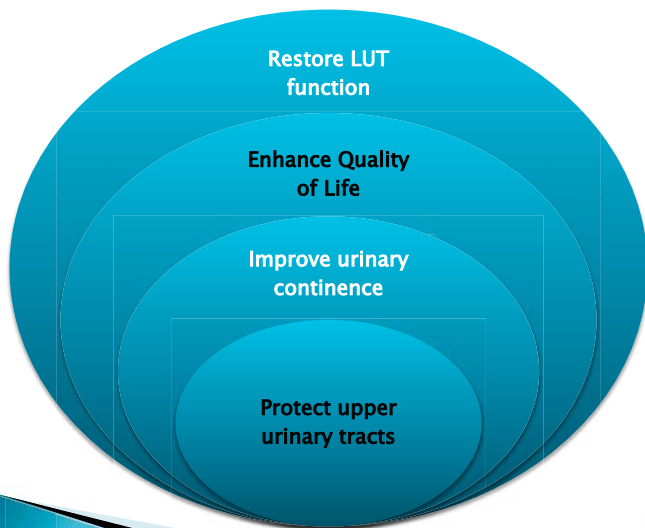 Restore LUT
function
Enhance Quality
of Life
Improve urinary
continence
Protect upper
urinary tracts